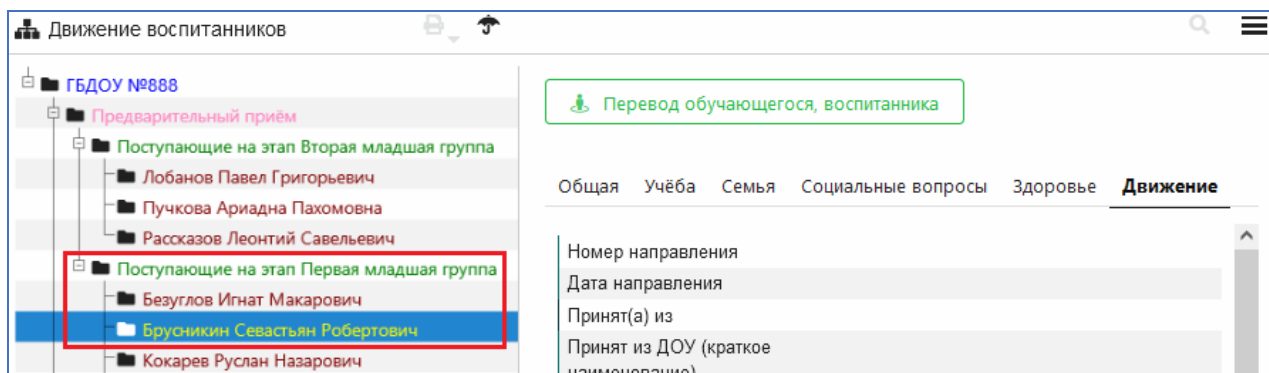 Движение воспитанников
ГБДОУ №888
Предварительный приём
Поступающие на этап Вторая младшая группа
Лобанов Павел Григорьевич
Пучкова Ариадна Пахомовна
Рассказов Леонтий Савельевич
Поступающие на этап Первая младшая группа
Безуглов Игнат Макарович
Брусникин Севастьян Робертович
Кокарев Руслан Назарович
Перевод обучающегося, воспитанника
Общая Учёба Семья Социальные вопросы Здоровье Движение
Номер направления
Дата направления
Принят(а) из
Принят из ДОУ (краткое
наименование)